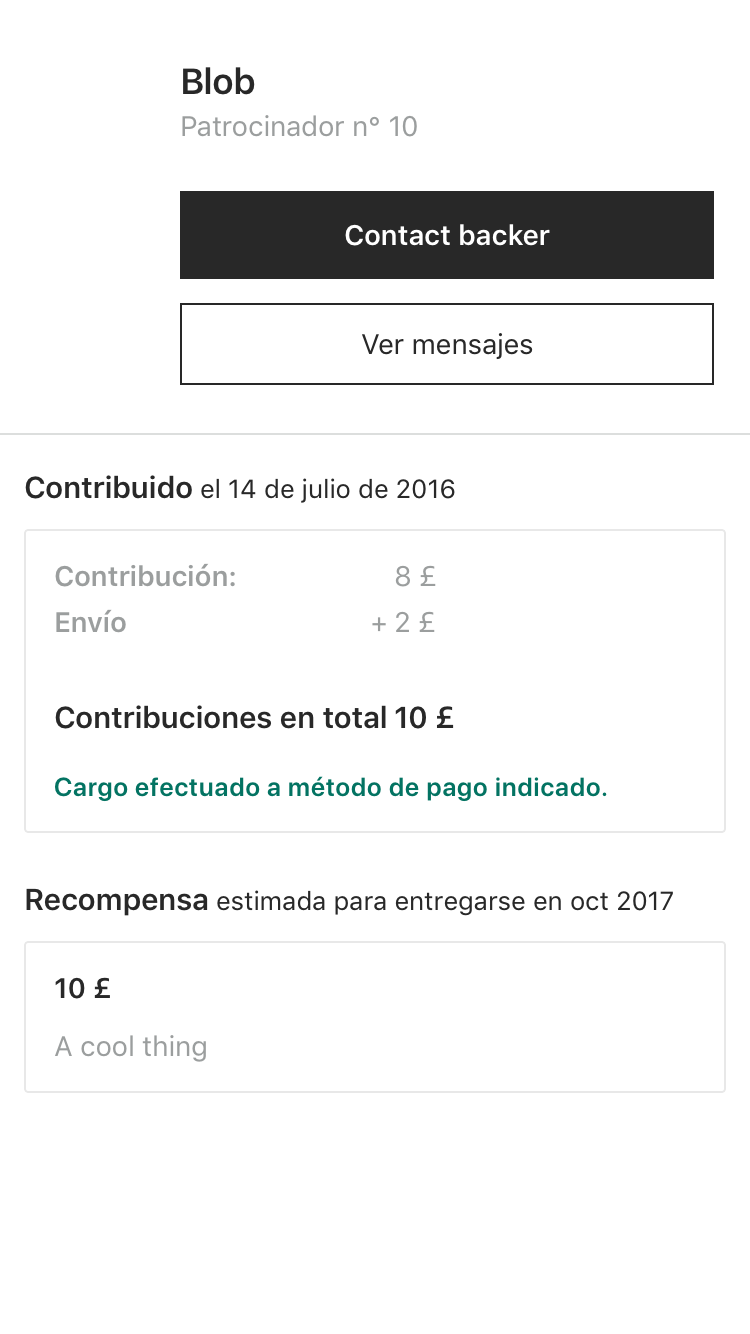 Blob
Patrocinador n° 10
Contact backer
Ver mensajes
Contribuido el 14 de julio de 2016
Contribución: 8 £
Envío + 2 £
Contribuciones en total 10 £
Cargo efectuado a método de pago indicado.
Recompensa estimada para entregarse en oct 2017
10 £
A cool thing